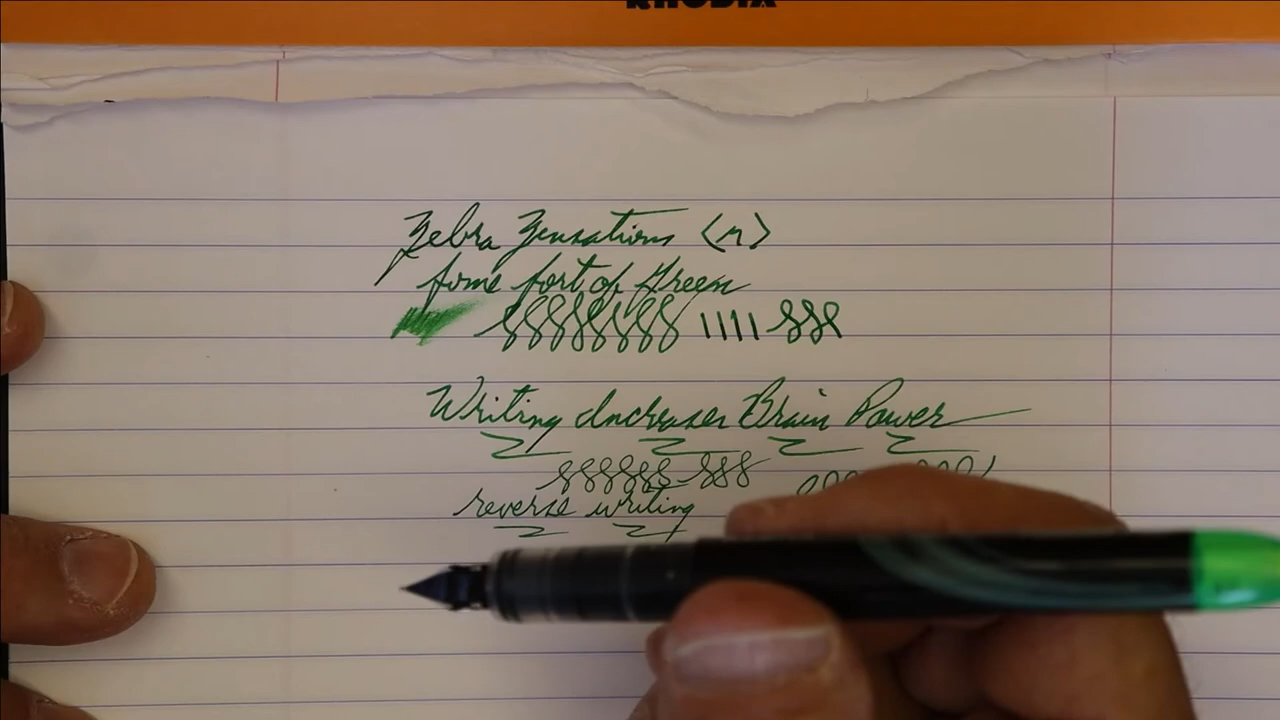 RHODIA
Zebra Zensations (M)
Some sort of Green
Writing Increases Brain Power
reverse writing